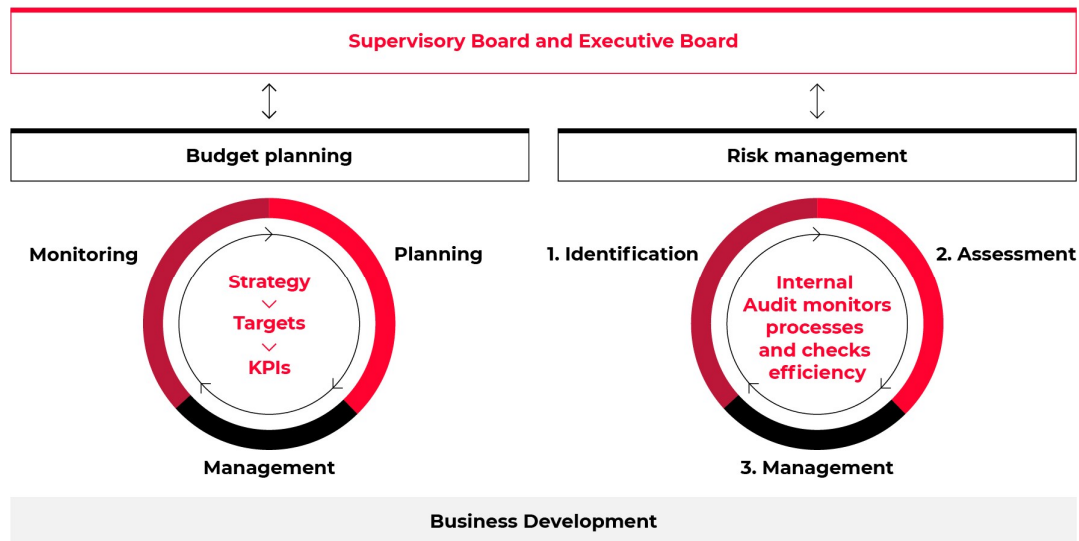 Supervisory Board and Executive Board
Budget planning
Risk management
Monitoring
Planning
Strategy
Targets
KPIs
Management
1. Identification
2. Assessment
Internal
Audit monitors
processes
and checks
efficiency
3. Management
Business Development